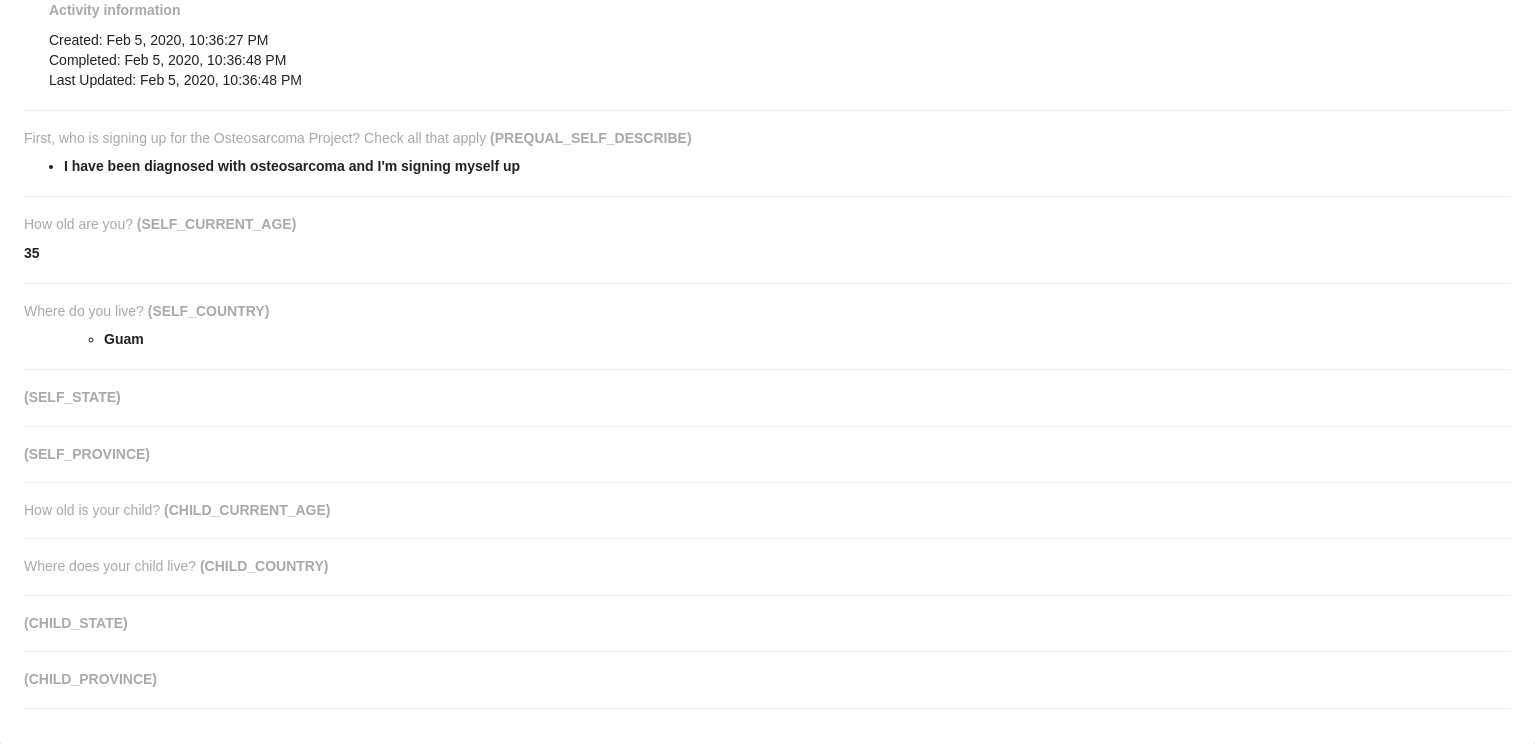 Activity information
Created: Feb 5, 2020, 10:36:27 PM
Completed: Feb 5, 2020, 10:36:48 PM
Last Updated: Feb 5, 2020, 10:36:48 PM
First, who is signing up for the Osteosarcoma Project? Check all that apply (PREQUAL_SELF_DESCRIBE)
• I have been diagnosed with osteosarcoma and I'm signing myself up
How old are you? (SELF_CURRENT_AGE)
35
Where do you live? (SELF_COUNTRY)
◦ Guam
(SELF_STATE)
(SELF_PROVINCE)
How old is your child? (CHILD_CURRENT_AGE)
Where does your child live? (CHILD_COUNTRY)
(CHILD_STATE)
(CHILD_PROVINCE)